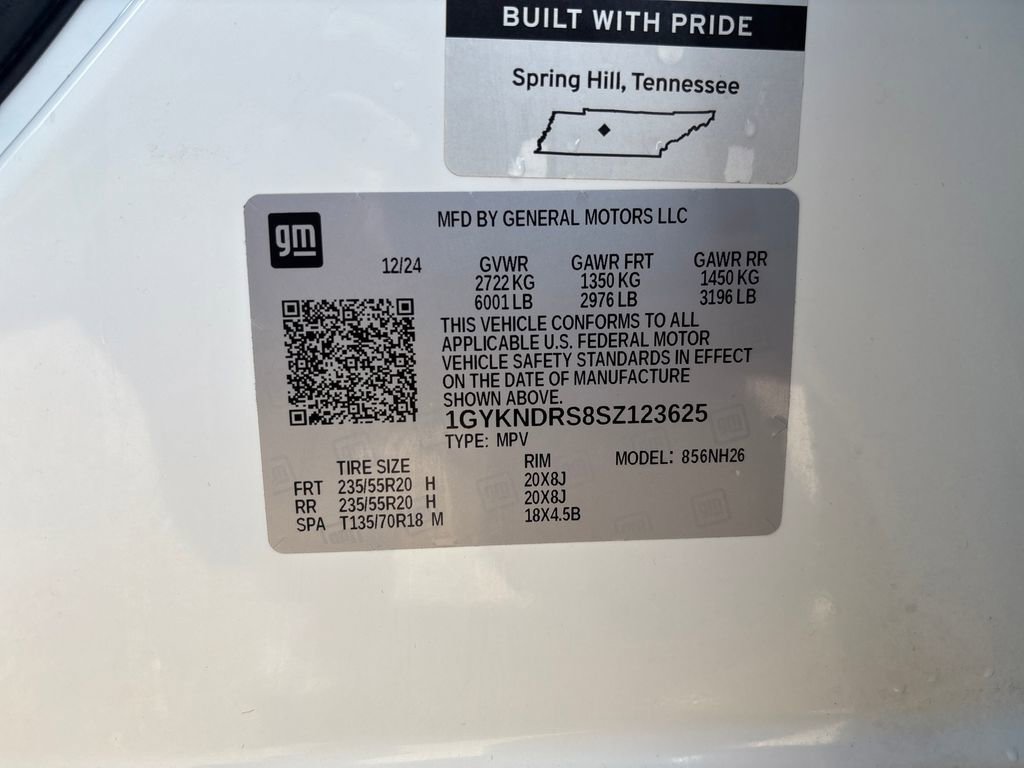 BUILT WITH PRIDE
Spring Hill, Tennessee
gm
MFD BY GENERAL MOTORS LLC
12/24
GVWR GAWR FRT GAWR RR
2722 KG 1350 KG 1450 KG
6001 LB 2976 LB 3196 LB
THIS VEHICLE CONFORMS TO ALL
APPLICABLE U.S. FEDERAL MOTOR
VEHICLE SAFETY STANDARDS IN EFFECT
ON THE DATE OF MANUFACTURE
SHOWN ABOVE.
1GYKNDRS8SZ123625
TYPE: MPV
TIRE SIZE RIM MODEL: 856NH26
FRT 235/55R20 H 20X8J
RR 235/55R20 H 20X8J
SPA T135/70R18 M 18X4.5B